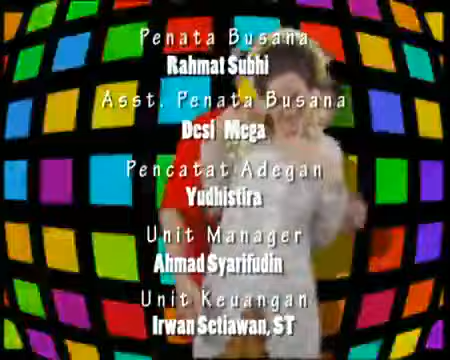 Penata Busana
Rahmat Subhi
Asst. Penata Busana
Desi Mega
Pencatat Adegan
Yudhistira
Unit Manager
Ahmad Syarifudin
Unit Keuangan
Irwan Setiawan, ST